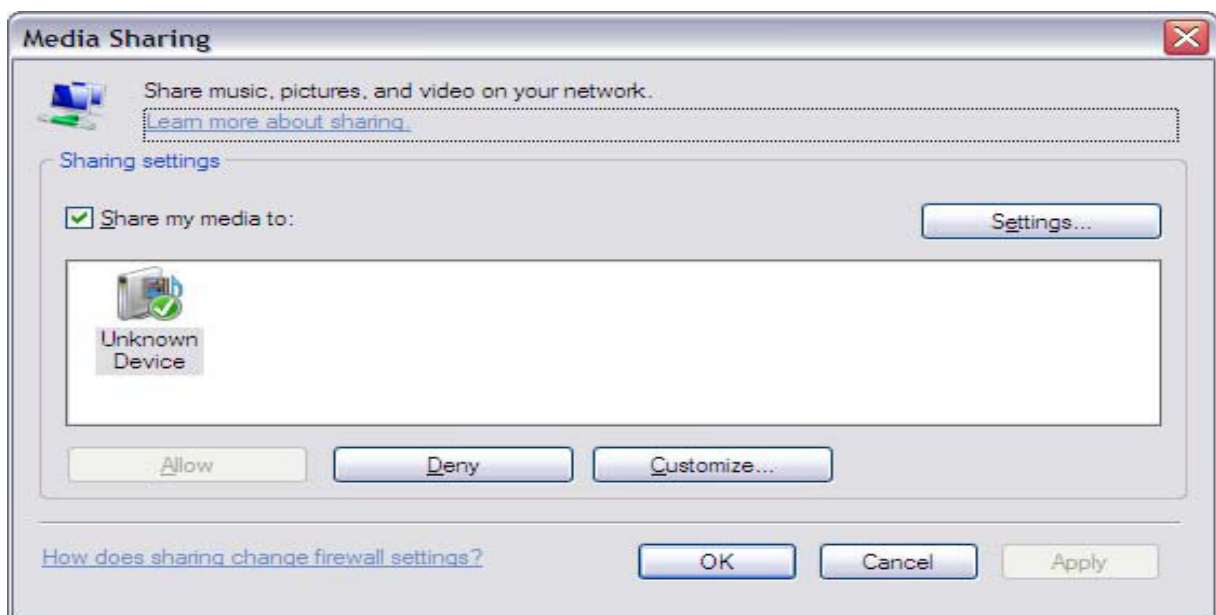 Media Sharing
Share music, pictures, and video on your network.
Learn more about sharing.
Sharing settings
Share my media to:
Settings...
Unknown
Device
Allow
Deny
Customize...
How does sharing change firewall settings?
OK
Cancel
Apply